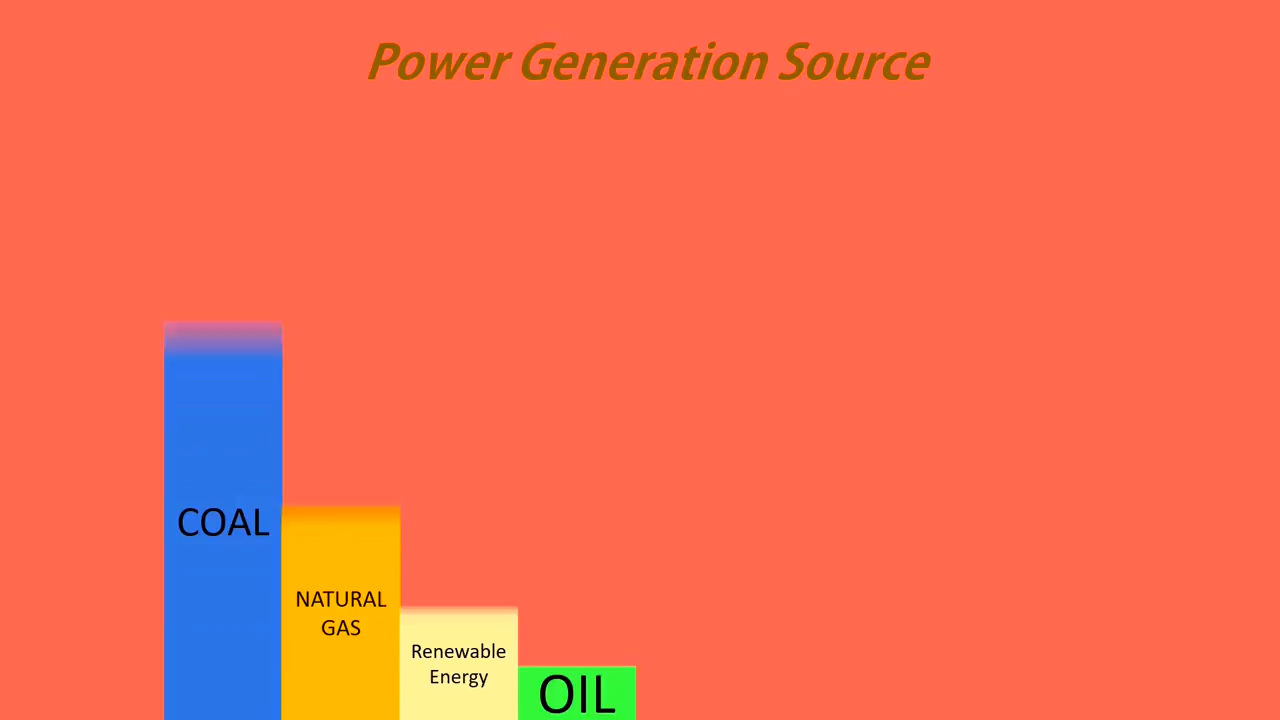 Power Generation Source
COAL
NATURAL
GAS
Renewable
Energy
OIL